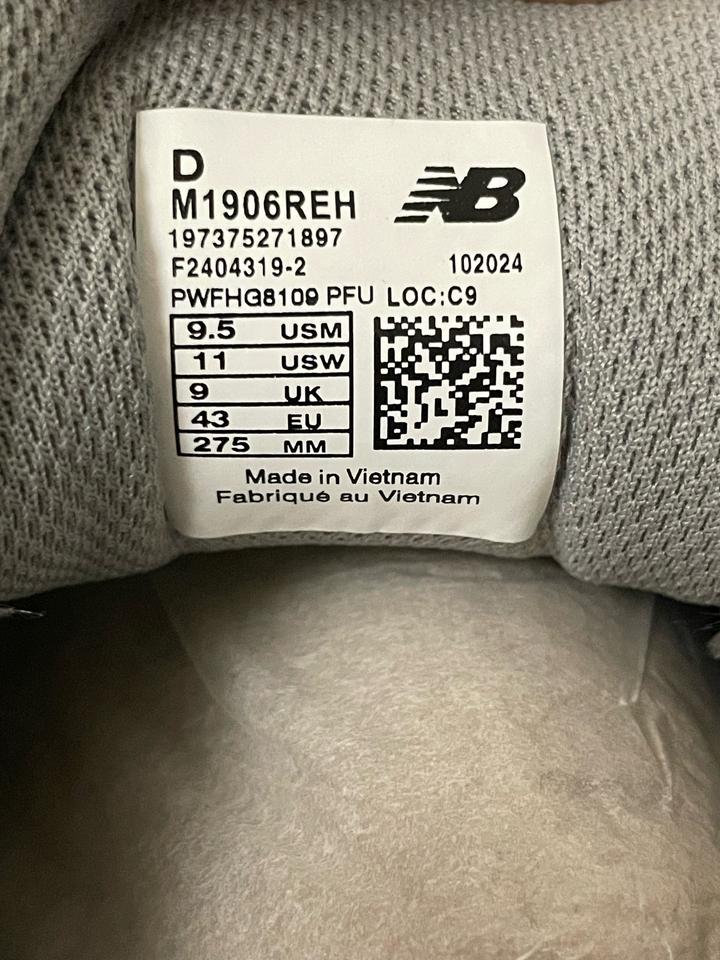 D
M1906REH
NB
197375271897
F2404319-2 102024
PWFHG8109 PFU LOC:C9
9.5 USM
11 USW
9 UK
43 EU
275 MM
Made in Vietnam
Fabriqué au Vietnam